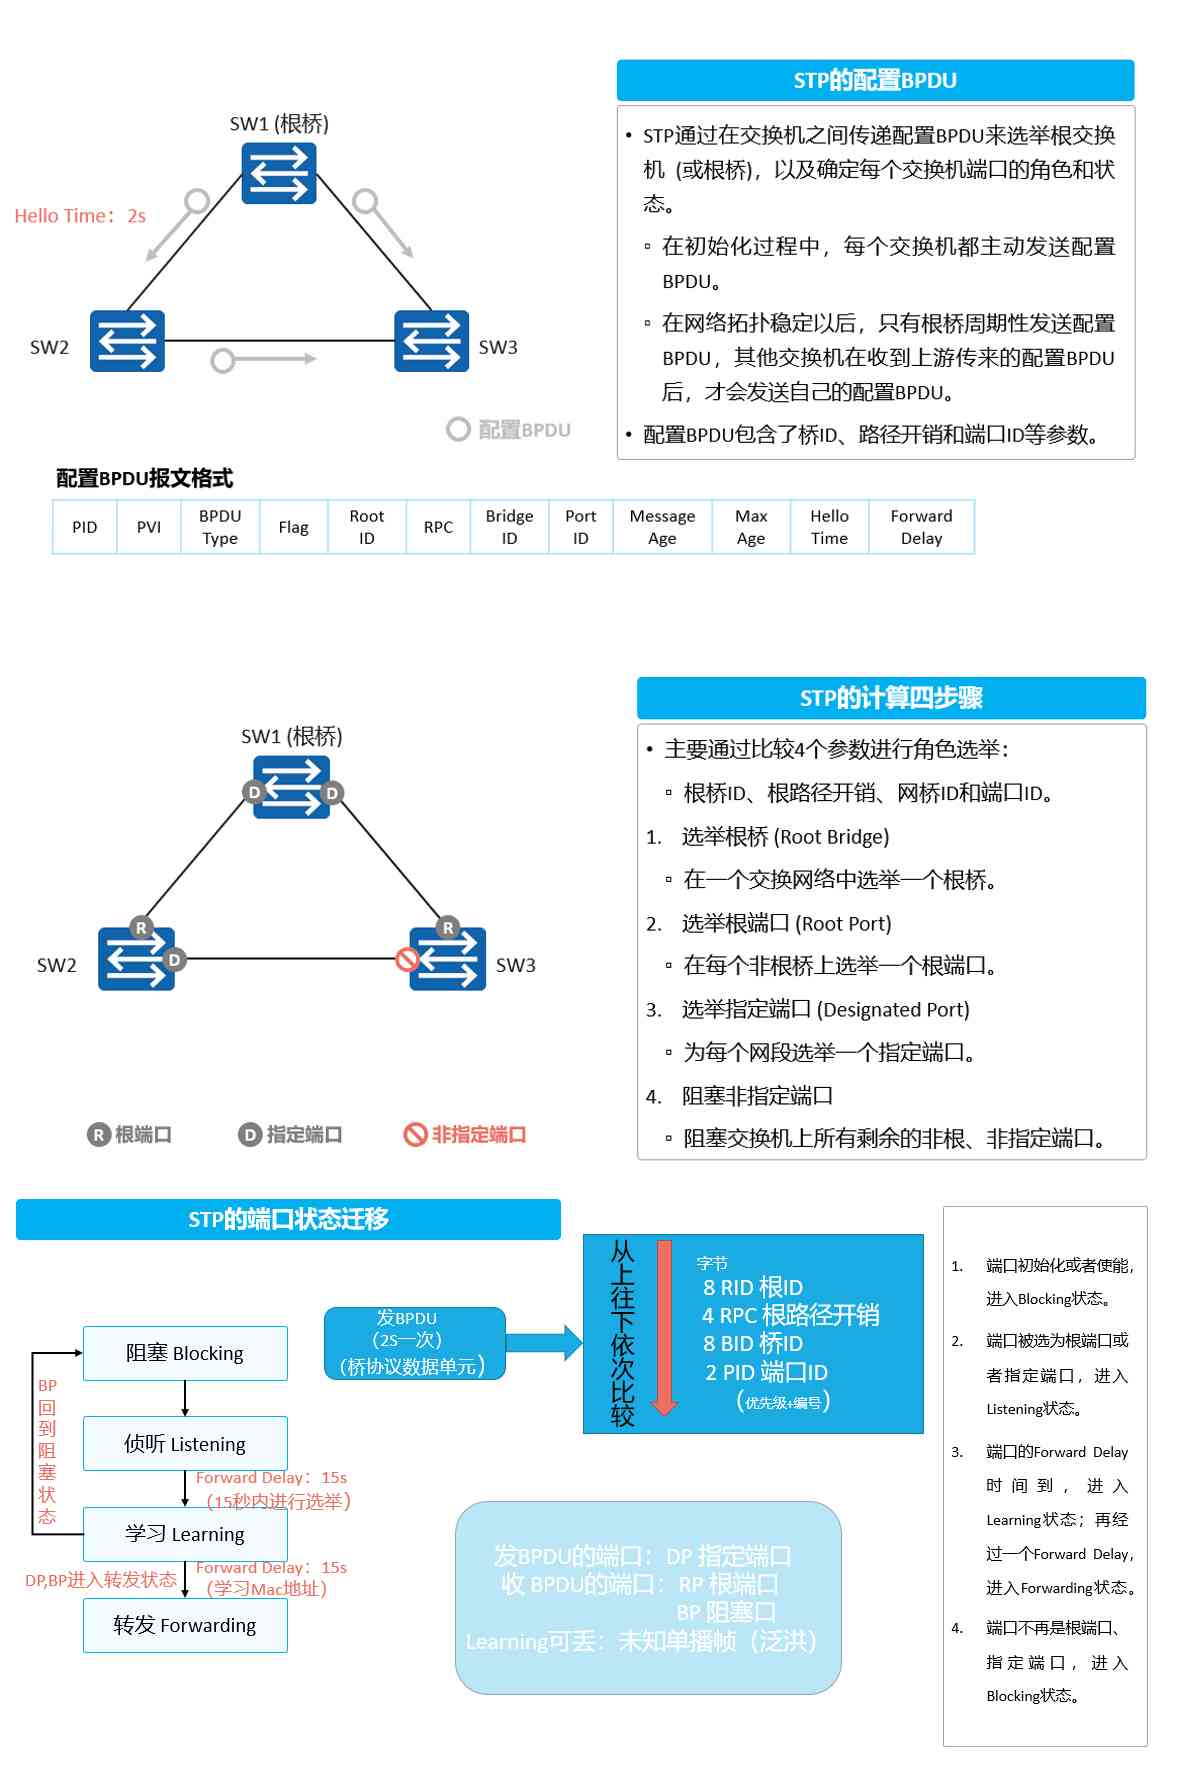 STP的配置BPDU
SW1 (根桥)
Hello Time：2s
SW2
SW3
配置BPDU
• STP通过在交换机之间传递配置BPDU来选举根交换
机 (或根桥)，以及确定每个交换机端口的角色和状
态。
▫ 在初始化过程中，每个交换机都主动发送配置
BPDU。
▫ 在网络拓扑稳定以后，只有根桥周期性发送配置
BPDU，其他交换机在收到上游传来的配置BPDU
后，才会发送自己的配置BPDU。
• 配置BPDU包含了桥ID、路径开销和端口ID等参数。
配置BPDU报文格式
PID PVI BPDU Type Flag Root ID RPC Bridge ID Port ID Message Age Max Age Hello Time Forward Delay
STP的计算四步骤
SW1 (根桥)
D
D
R
R
SW2
D
SW3
R 根端口
D 指定端口
非指定端口
• 主要通过比较4个参数进行角色选举：
▫ 根桥ID、根路径开销、网桥ID和端口ID。
1. 选举根桥 (Root Bridge)
▫ 在一个交换网络中选举一个根桥。
2. 选举根端口 (Root Port)
▫ 在每个非根桥上选举一个根端口。
3. 选举指定端口 (Designated Port)
▫ 为每个网段选举一个指定端口。
4. 阻塞非指定端口
▫ 阻塞交换机上所有剩余的非根、非指定端口。
STP的端口状态迁移
阻塞 Blocking
侦听 Listening
Forward Delay：15s
（15秒内进行选举）
学习 Learning
Forward Delay：15s
（学习Mac地址）
DP,BP进入转发状态
转发 Forwarding
BP回到阻塞状态
发BPDU
（2S一次）
（桥协议数据单元）
从上往下依次比较
字节
8 RID 根ID
4 RPC 根路径开销
8 BID 桥ID
2 PID 端口ID
（优先级+编号）
发BPDU的端口：DP 指定端口
收 BPDU的端口：RP 根端口
BP 阻塞口
Learning可丢：未知单播帧（泛洪）
1. 端口初始化或者使能，
进入Blocking状态。
2. 端口被选为根端口或
者指定端口，进入
Listening状态。
3. 端口的Forward Delay
时间到，进入
Learning状态；再经
过一个Forward Delay，
进入Forwarding状态。
4. 端口不再是根端口、
指定端口，进入
Blocking状态。